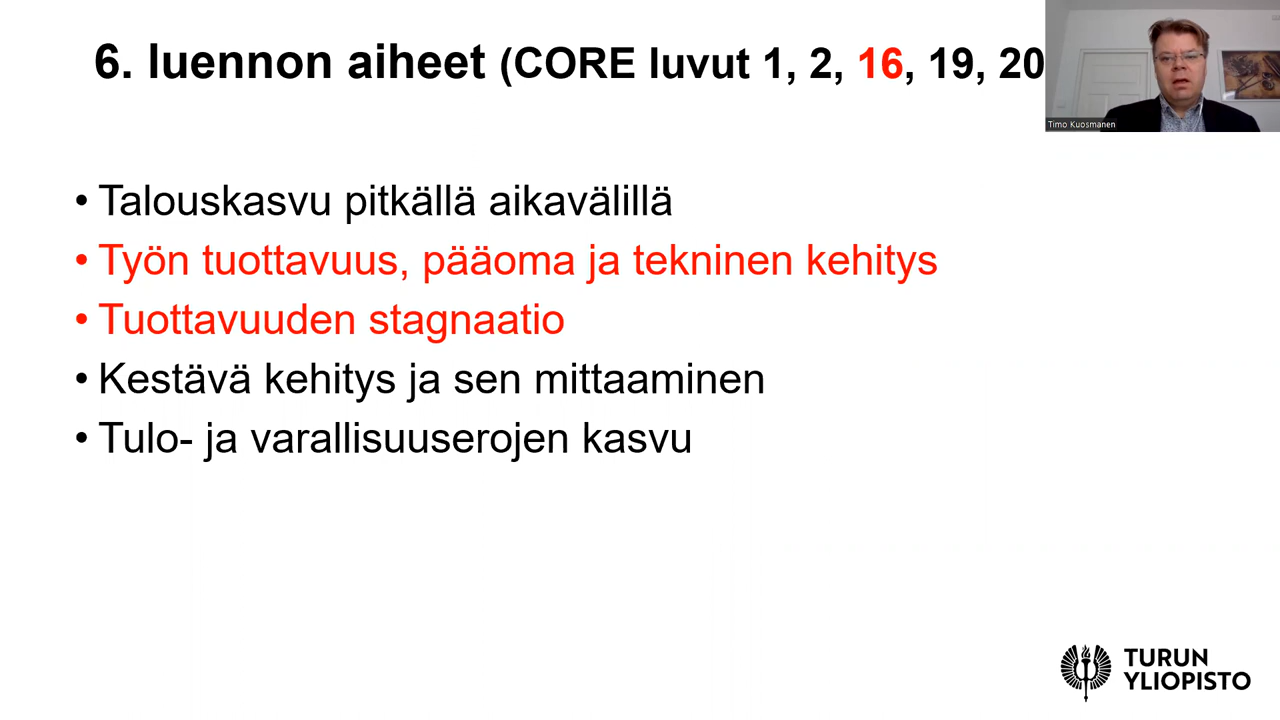 6. luennon aiheet (CORE luvut 1, 2, 16, 19, 20
Timo Kuosmanen
• Talouskasvu pitkällä aikavälillä
• Työn tuottavuus, pääoma ja tekninen kehitys
• Tuottavuuden stagnaatio
• Kestävä kehitys ja sen mittaaminen
• Tulo- ja varallisuuserojen kasvu
TURUN
YLIOPISTO